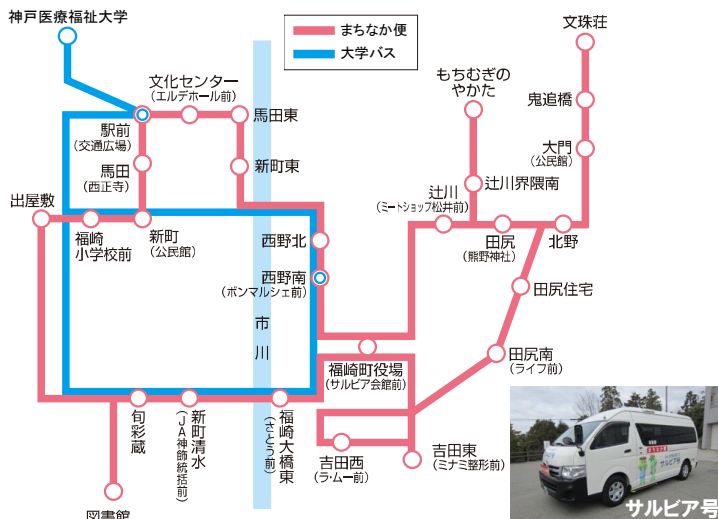 神戸医療福祉大学
まちなか便
大学バス
文珠荘
文化センター
(エルデホール前)
もちむぎの
やかた
鬼追橋
駅前
(交通広場)
馬田東
大門
(公民館)
馬田
(西正寺)
新町東
辻川
(ミートショップ松井前)
辻川界隈南
出屋敷
福崎
小学校前
新町
(公民館)
西野北
田尻
(熊野神社)
北野
西野南
(ボンマルシェ前)
田尻住宅
市川
福崎町役場
(サルビア会館前)
田尻南
(ライフ前)
旬彩蔵
新町清水
(JA神飾統括前)
福崎大橋東
(さとう前)
吉田西
(ラ・ムー前)
吉田東
(ミナミ整形前)
図書館
サルビア号